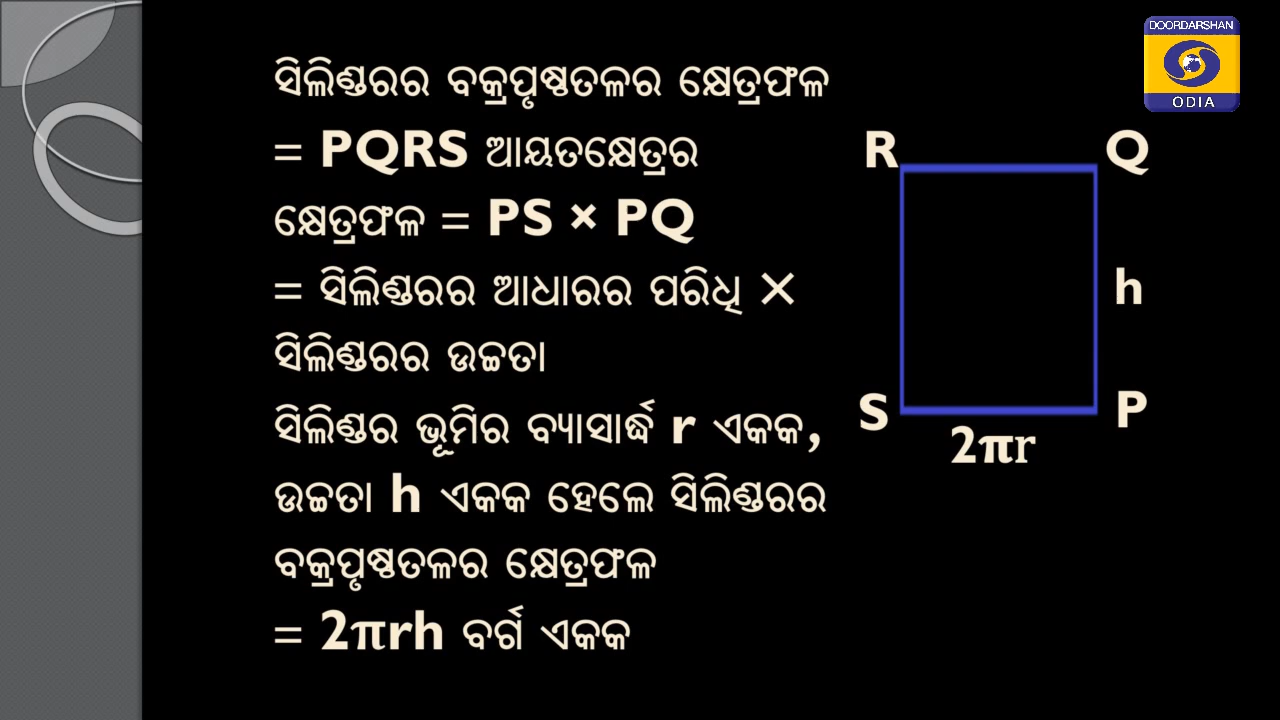 DOORDARSHAN
ODIA
ସିଲିଣ୍ଡରର ବକ୍ରପୃଷ୍ଠତଳର କ୍ଷେତ୍ରଫଳ
= PQRS ଆୟତକ୍ଷେତ୍ରର
କ୍ଷେତ୍ରଫଳ = PS × PQ
= ସିଲିଣ୍ଡରର ଆଧାରର ପରିଧି ×
ସିଲିଣ୍ଡରର ଉଚ୍ଚତା
ସିଲିଣ୍ଡର ଭୂମିର ବ୍ୟାସାର୍ଦ୍ଧ r ଏକକ,
ଉଚ୍ଚତା h ଏକକ ହେଲେ ସିଲିଣ୍ଡରର
ବକ୍ରପୃଷ୍ଠତଳର କ୍ଷେତ୍ରଫଳ
= 2πrh ବର୍ଗ ଏକକ
R Q
h
S P
2πr